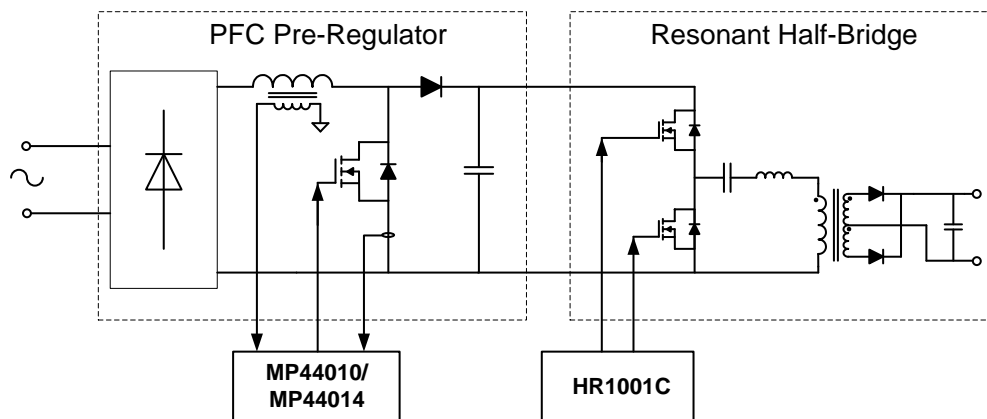 PFC Pre-Regulator
Resonant Half-Bridge
MP44010/
MP44014
HR1001C